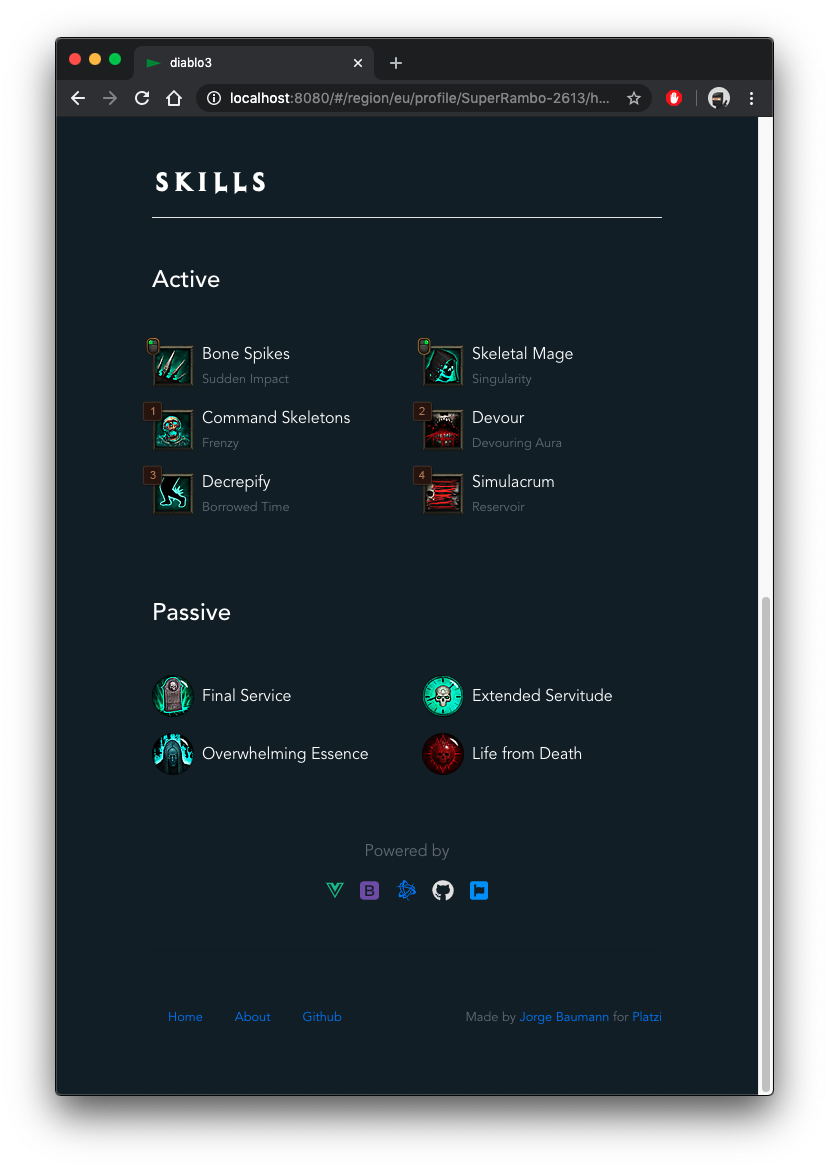 diablo3
localhost:8080/#/region/eu/profile/SuperRambo-2613/h...
SKILLS
Active
Bone Spikes
Sudden Impact
Skeletal Mage
Singularity
1
Command Skeletons
Frenzy
2
Devour
Devouring Aura
3
Decrepify
Borrowed Time
4
Simulacrum
Reservoir
Passive
Final Service
Extended Servitude
Overwhelming Essence
Life from Death
Powered by
B
Home About Github Made by Jorge Baumann for Platzi